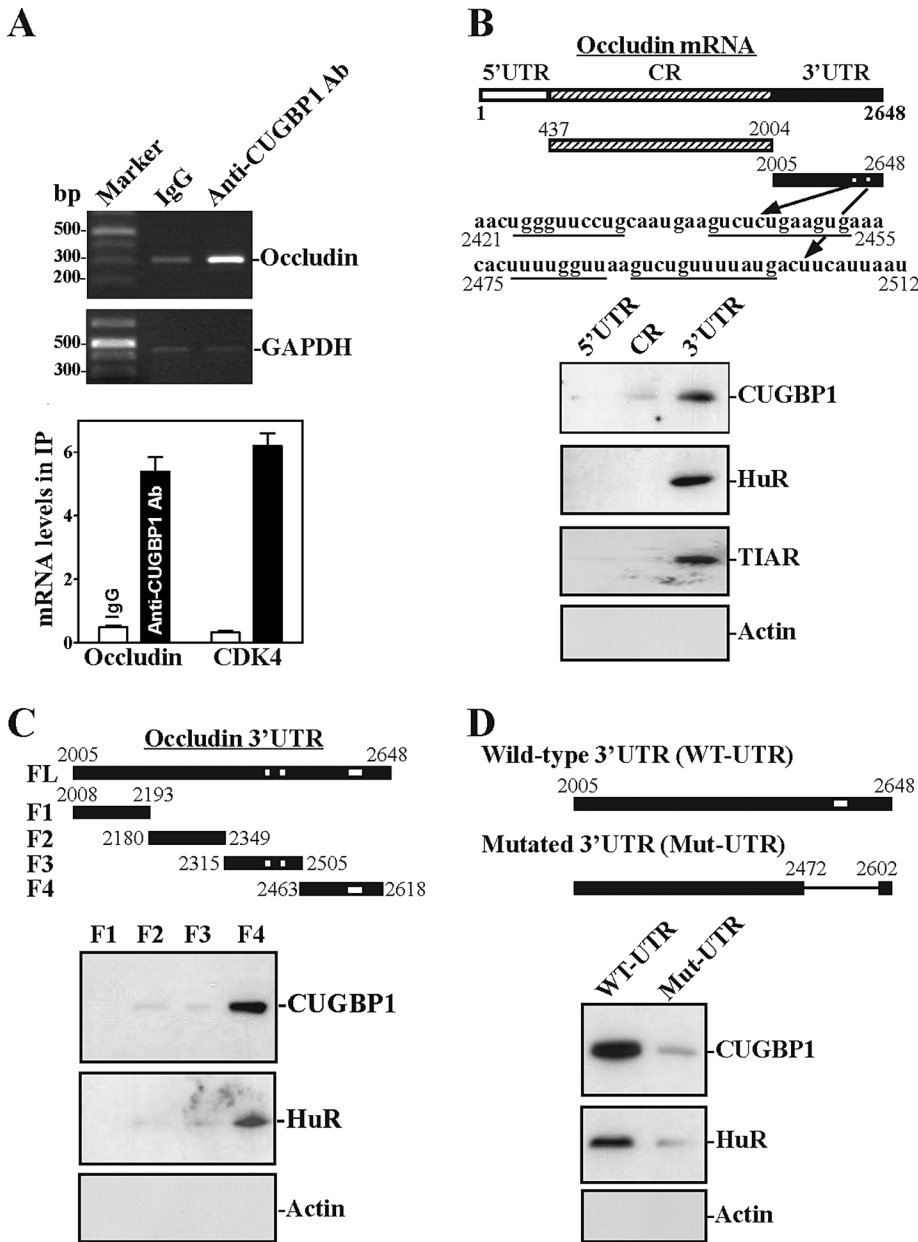 A
Marker IgG Anti-CUGBP1 Ab
bp
500
300
200
Occludin
500
300
GAPDH
mRNA levels in IP
6
4
2
0
IgG
Anti-CUGBP1 Ab
Occludin CDK4
B
Occludin mRNA
5'UTR CR 3'UTR
1 2648
437 2004
2005 2648
aacuggguuccugcaaugaagucucugaagugaaa
2421 2455
cacuuuugguuaagucuguuuuaugacuucauuaau
2475 2512
5'UTR CR 3'UTR
CUGBP1
HuR
TIAR
Actin
C
Occludin 3'UTR
2005 2648
FL
2008 2193
F1
F2 2180 2349
F3 2315 2505
F4 2463 2618
F1 F2 F3 F4
CUGBP1
HuR
Actin
D
Wild-type 3'UTR (WT-UTR)
2005 2648
Mutated 3'UTR (Mut-UTR)
2472 2602
WT-UTR Mut-UTR
CUGBP1
HuR
Actin